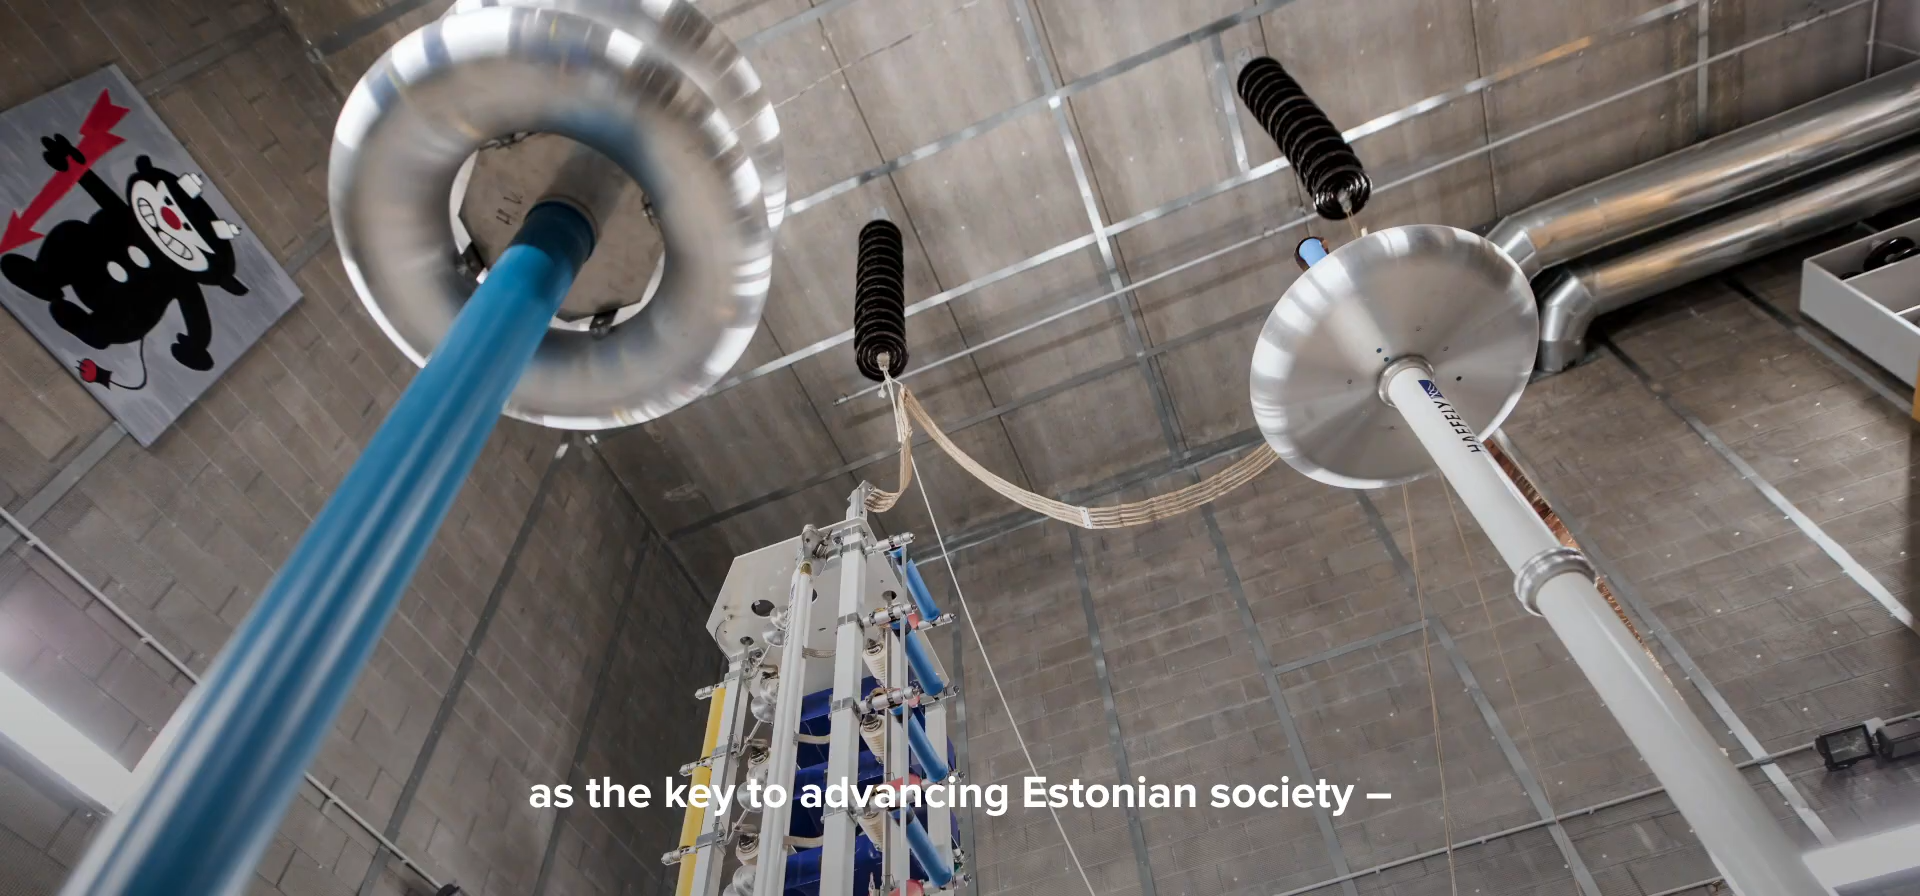 H.V.
HAEFELY
as the key to advancing Estonian society –